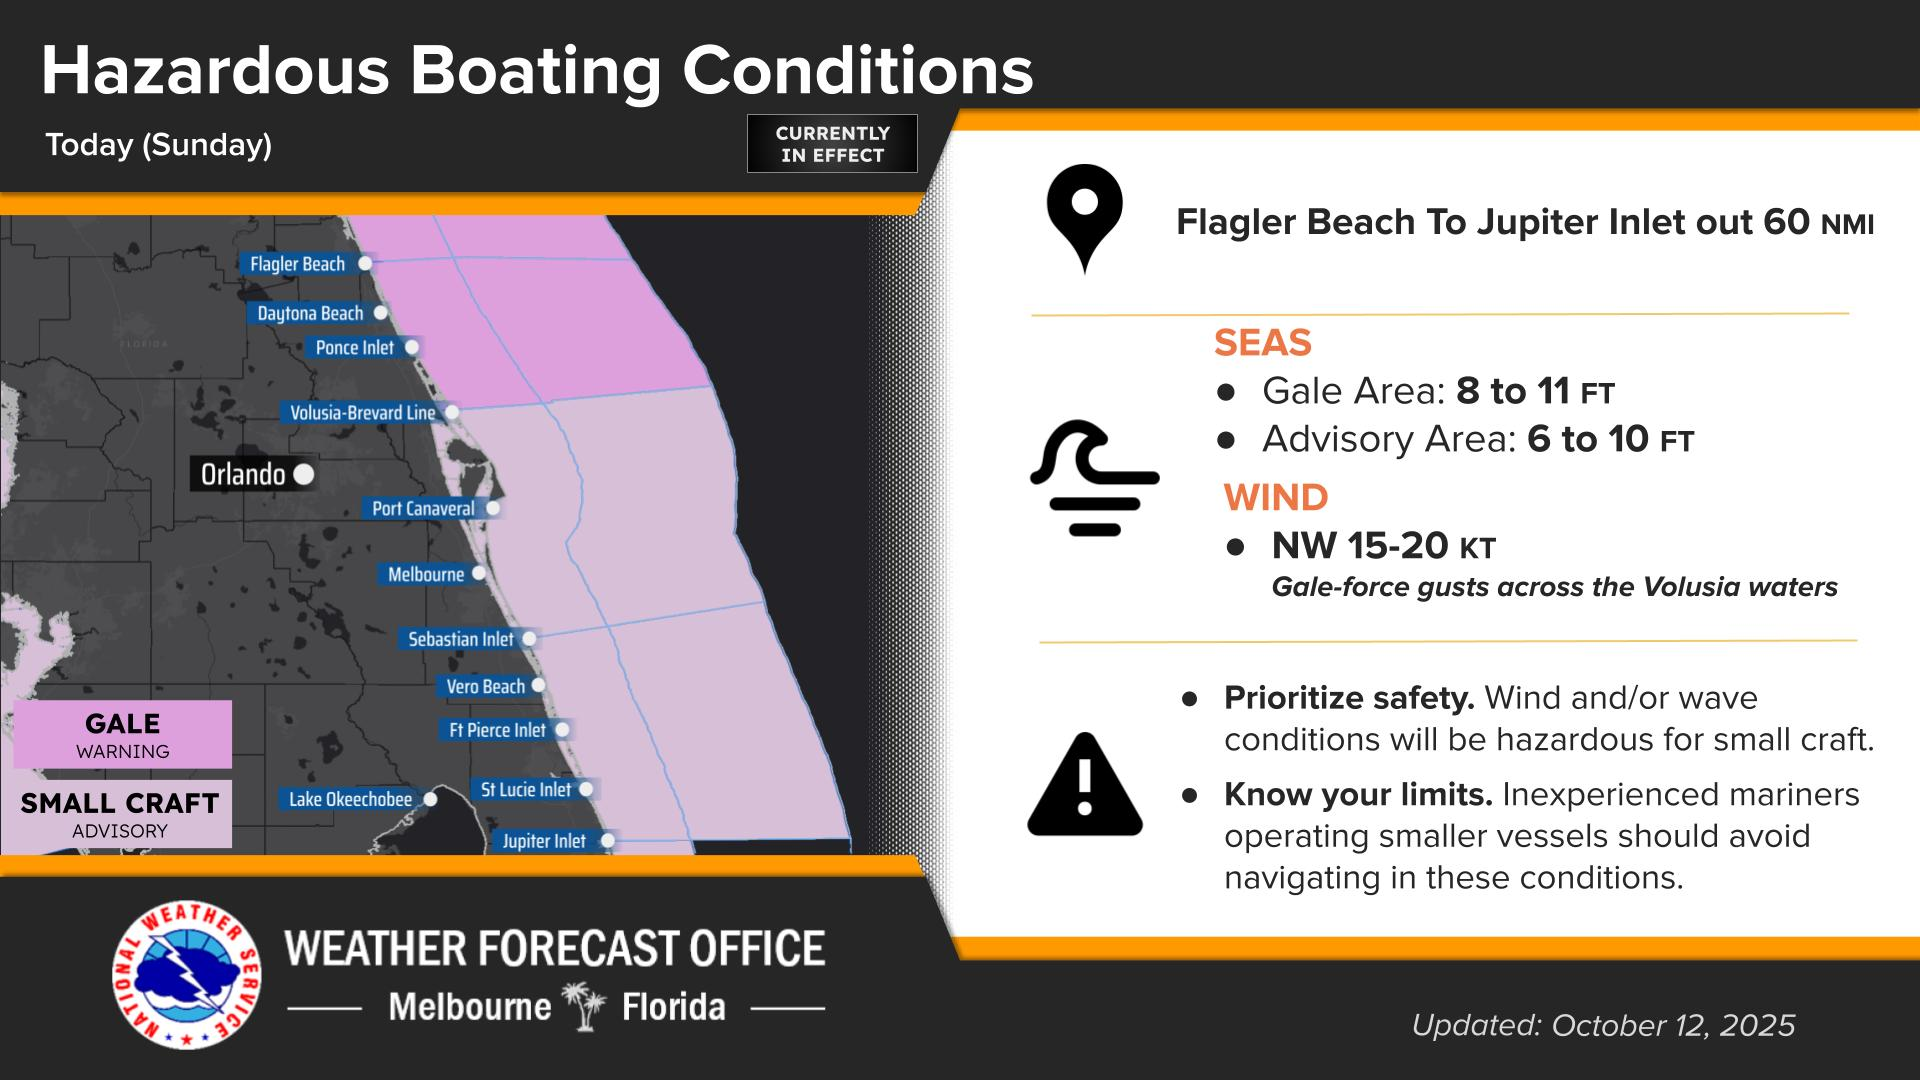 Hazardous Boating Conditions
Today (Sunday)
CURRENTLY
IN EFFECT
Flagler Beach
Daytona Beach
FLORIDA
Ponce Inlet
Volusia-Brevard Line
Orlando
Port Canaveral
Melbourne
Sebastian Inlet
Vero Beach
Ft Pierce Inlet
St Lucie Inlet
Lake Okeechobee
Jupiter Inlet
GALE
WARNING
SMALL CRAFT
ADVISORY
Flagler Beach To Jupiter Inlet out 60 NMI
SEAS
● Gale Area: 8 to 11 FT
● Advisory Area: 6 to 10 FT
WIND
● NW 15-20 KT
Gale-force gusts across the Volusia waters
● Prioritize safety. Wind and/or wave
conditions will be hazardous for small craft.
● Know your limits. Inexperienced mariners
operating smaller vessels should avoid
navigating in these conditions.
NATIONAL WEATHER SERVICE
WEATHER FORECAST OFFICE
Melbourne Florida
Updated: October 12, 2025